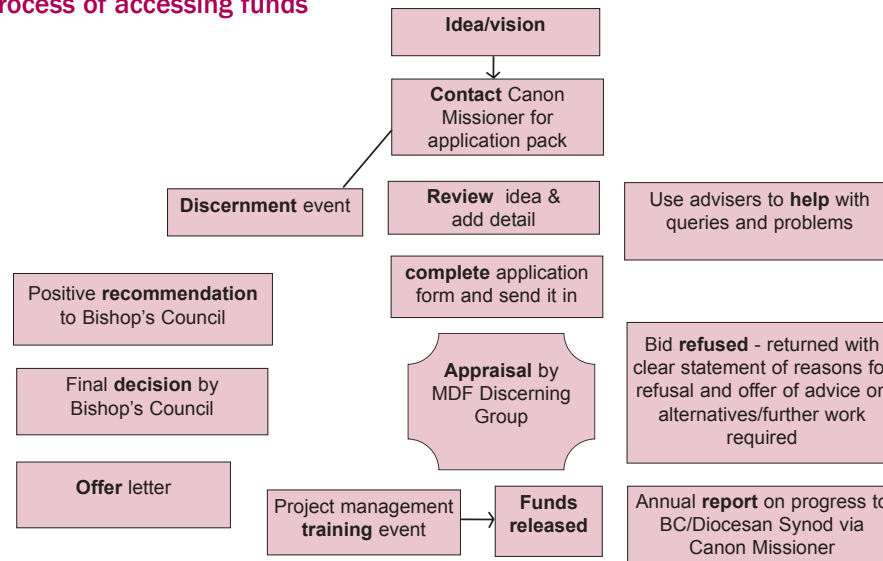 rocess of accessing funds
Idea/vision
Contact Canon
Missioner for
application pack
Discernment event
Review idea &
add detail
Use advisers to help with
queries and problems
complete application
form and send it in
Positive recommendation
to Bishop's Council
Final decision by
Bishop's Council
Appraisal by
MDF Discerning
Group
Bid refused - returned with
clear statement of reasons fo
refusal and offer of advice on
alternatives/further work
required
Offer letter
Project management
training event
Funds
released
Annual report on progress to
BC/Diocesan Synod via
Canon Missioner